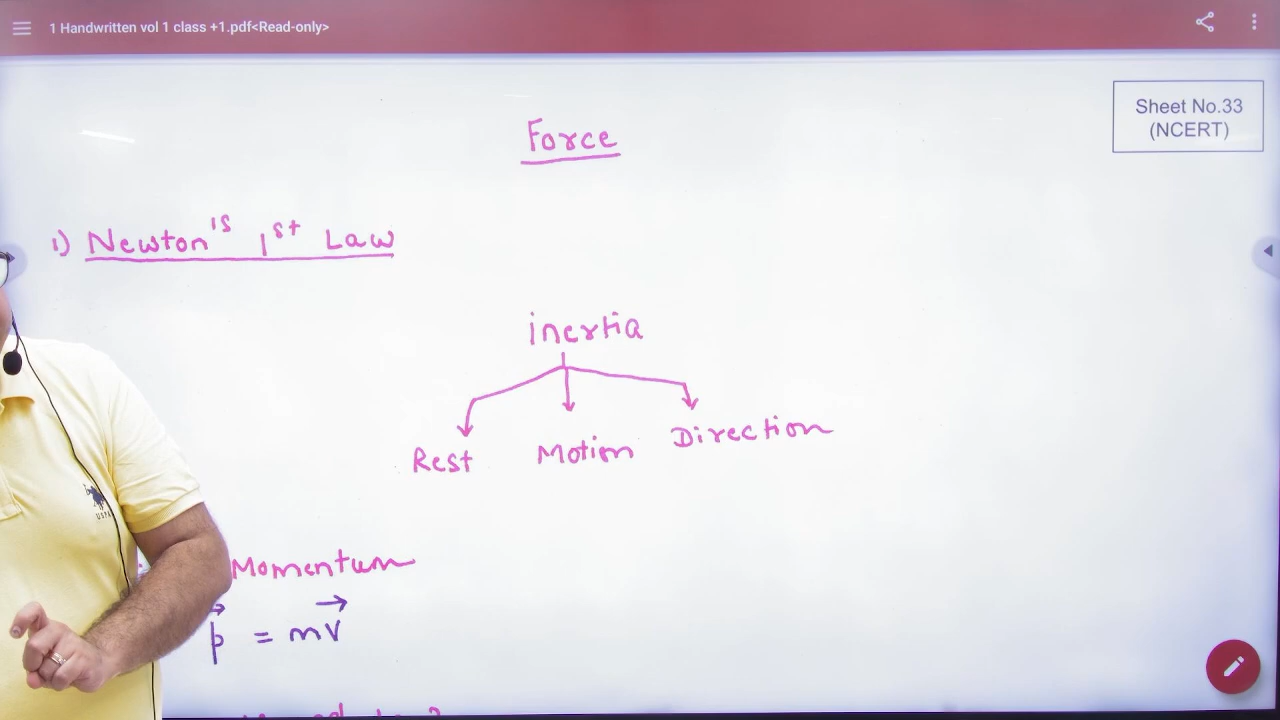 1 Handwritten vol 1 class +1.pdf<Read-only>
Sheet No.33
(NCERT)
Force
1) Newton's 1st Law
inertia
Rest Motion Direction
Momentum
p = mv
USPA